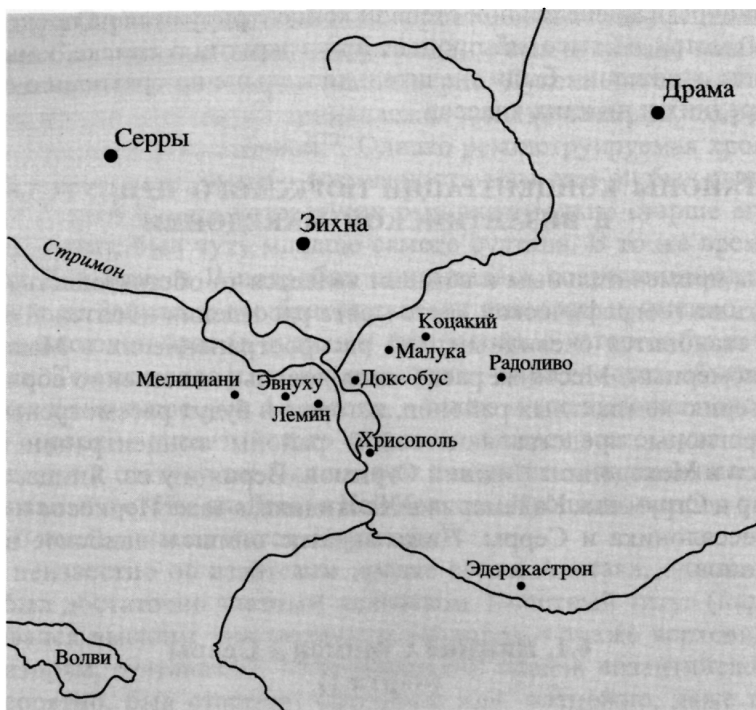 Драма
Серры
Зихна
Стримон
Коцакий
Малука
Радоливо
Мелициани
Эвнуху
Доксобус
Лемин
Хрисополь
Эдерокастрон
Волви